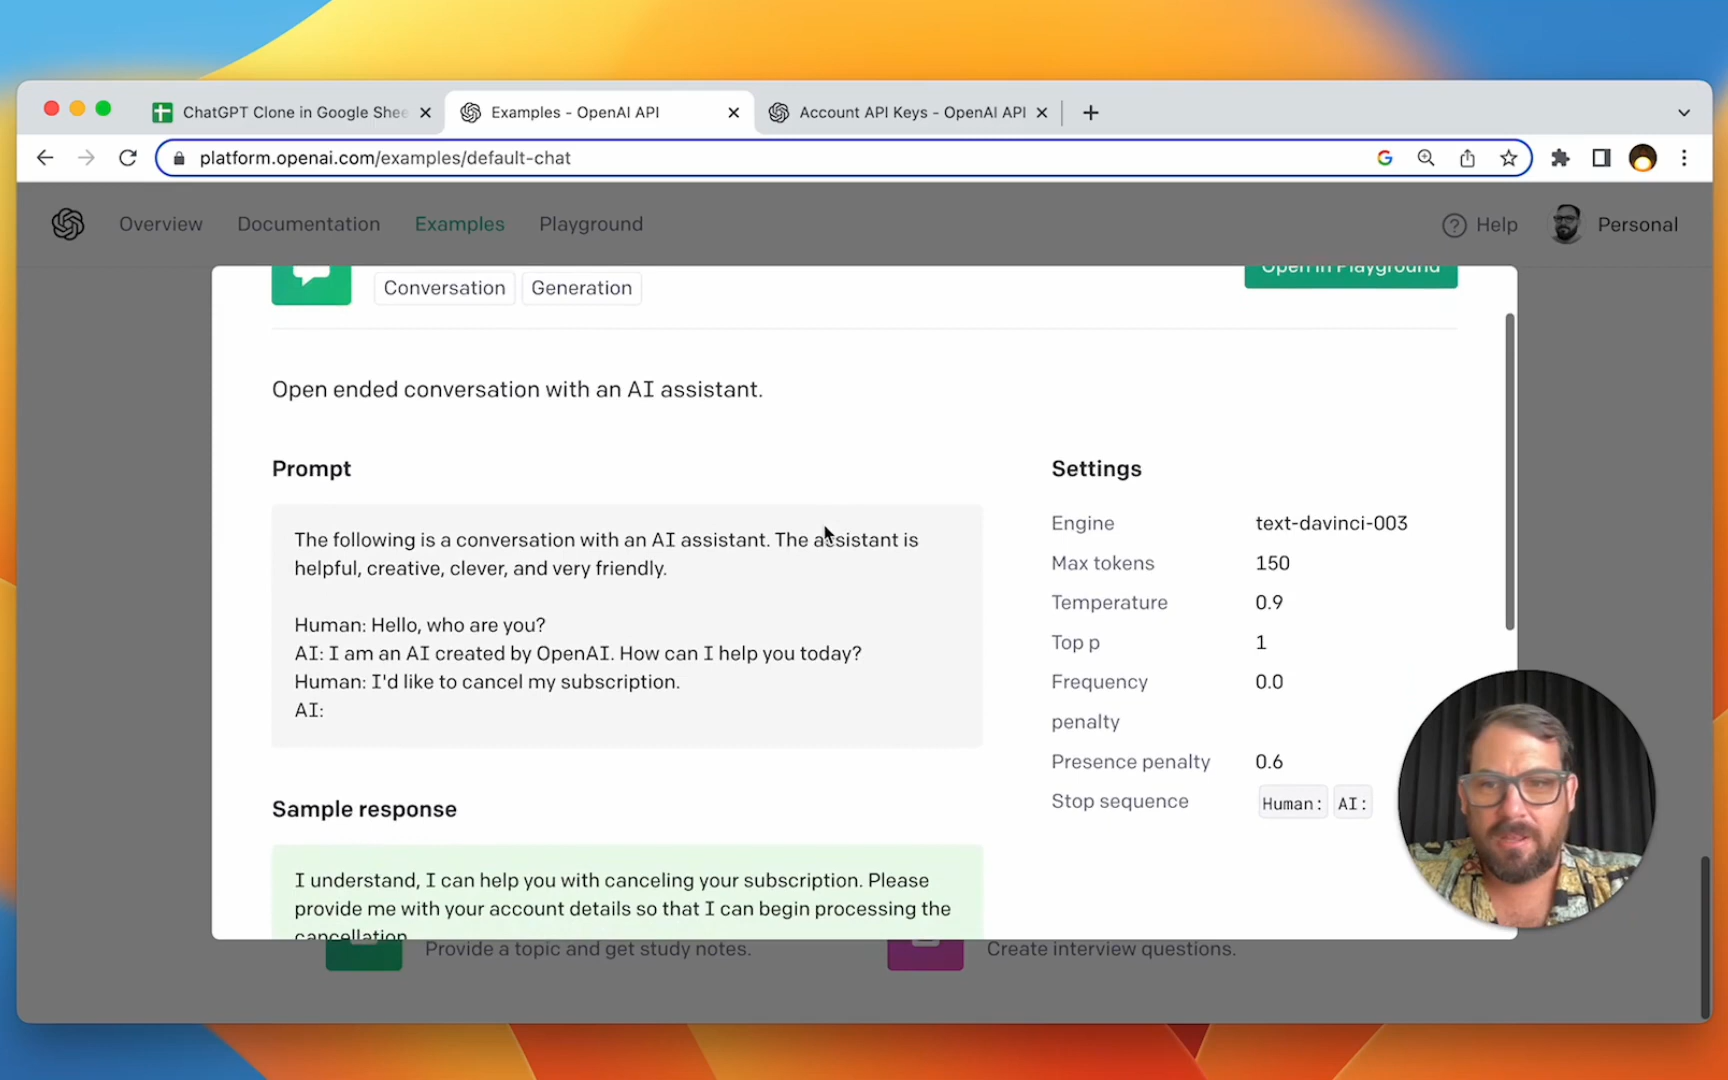 ChatGPT Clone in Google Shee
Examples - OpenAI API
Account API Keys - OpenAI API
platform.openai.com/examples/default-chat
Overview
Documentation
Examples
Playground
Help
Personal
Conversation
Generation
Open in Playground
Open ended conversation with an AI assistant.
Prompt
The following is a conversation with an AI assistant. The assistant is
helpful, creative, clever, and very friendly.
Human: Hello, who are you?
AI: I am an AI created by OpenAI. How can I help you today?
Human: I'd like to cancel my subscription.
AI:
Settings
Engine text-davinci-003
Max tokens 150
Temperature 0.9
Top p 1
Frequency 0.0
penalty
Presence penalty 0.6
Stop sequence Human: AI:
Sample response
I understand, I can help you with canceling your subscription. Please
provide me with your account details so that I can begin processing the
cancellation
Provide a topic and get study notes.
Create interview questions.